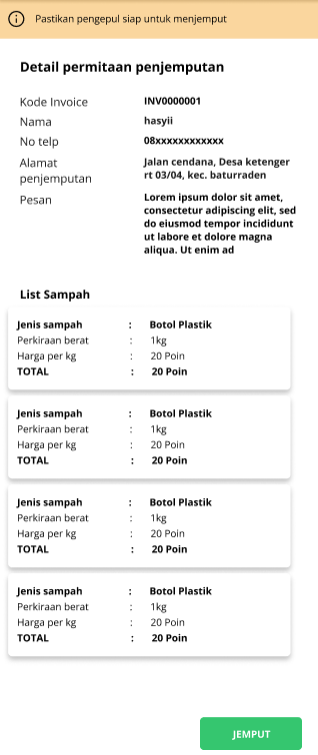 Pastikan pengepul siap untuk menjemput
Detail permitaan penjemputan
Kode Invoice INV0000001
Nama hasyii
No telp 08xxxxxxxxxxxx
Alamat penjemputan Jalan cendana, Desa ketenger
rt 03/04, kec. baturraden
Pesan Lorem ipsum dolor sit amet,
consectetur adipiscing elit, sed
do eiusmod tempor incididunt
ut labore et dolore magna
aliqua. Ut enim ad
List Sampah
Jenis sampah : Botol Plastik
Perkiraan berat : 1kg
Harga per kg : 20 Poin
TOTAL : 20 Poin
Jenis sampah : Botol Plastik
Perkiraan berat : 1kg
Harga per kg : 20 Poin
TOTAL : 20 Poin
Jenis sampah : Botol Plastik
Perkiraan berat : 1kg
Harga per kg : 20 Poin
TOTAL : 20 Poin
Jenis sampah : Botol Plastik
Perkiraan berat : 1kg
Harga per kg : 20 Poin
TOTAL : 20 Poin
JEMPUT